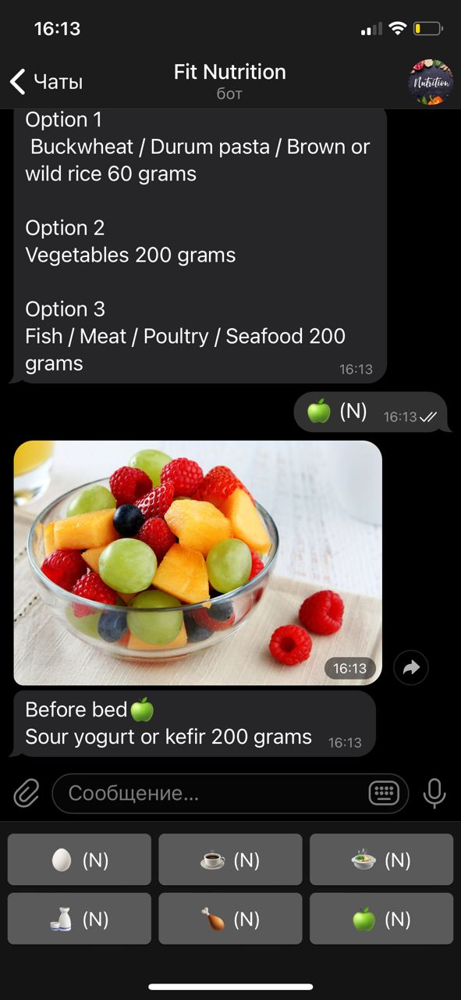 16:13
Чаты
Fit Nutrition
бот
Nutrition
Option 1
Buckwheat / Durum pasta / Brown or
wild rice 60 grams
Option 2
Vegetables 200 grams
Option 3
Fish / Meat / Poultry / Seafood 200
grams
16:13
🍏 (N) 16:13
16:13
Before bed🍏
Sour yogurt or kefir 200 grams 16:13
Сообщение...
🥚 (N) ☕ (N) 🍲 (N)
🍶 (N) 🍗 (N) 🍏 (N)